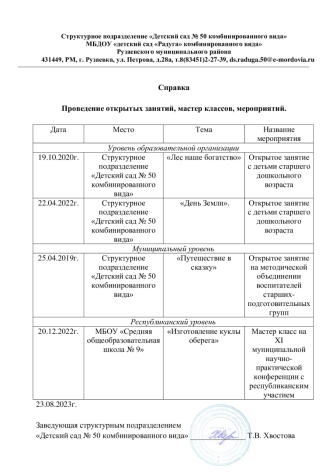 Структурное подразделение «Детский сад № 50 комбинированного вида»
МБДОУ «детский сад «Радуга» комбинированного вида»
Рузаевского муниципального района
431449, РМ, г. Рузаевка, ул. Петрова, д.28а, т.8(83451)2-27-39, ds.raduga.50@e-mordovia.ru
Справка
Проведение открытых занятий, мастер классов, мероприятий.
Дата Место Тема Название
мероприятия
Уровень образовательной организации
19.10.2020г. Структурное «Лес наше богатство» Открытое занятие
подразделение с детьми старшего
«Детский сад № 50 дошкольного
комбинированного возраста
вида»
22.04.2022г. Структурное «День Земли». Открытое занятие
подразделение с детьми старшего
«Детский сад № 50 дошкольного
комбинированного возраста
вида»
Муниципальный уровень
25.04.2019г. Структурное «Путешествие в Открытое занятие
подразделение сказку» на методической
«Детский сад № 50 объединении
комбинированного воспитателей
вида» старших-
подготовительных
групп
Республиканский уровень
20.12.2022г. МБОУ «Средняя «Изготовление куклы Мастер класс на
общеобразовательная оберега» XI
школа № 9» муниципальной
научно-
практической
конференции с
республиканским
участием
23.08.2023г.
Заведующая структурным подразделением
«Детский сад № 50 комбинированного вида» Т.В. Хвостова